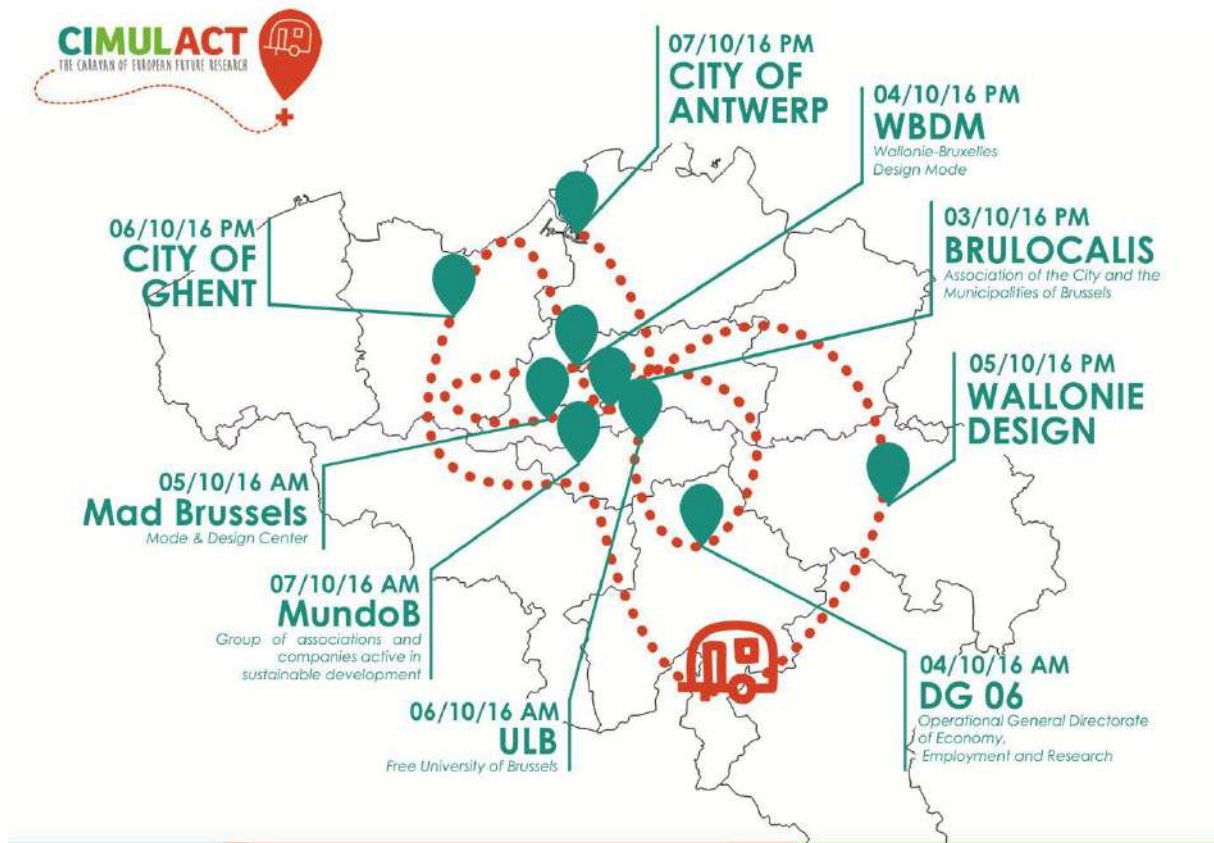 CIMULACT
THE CARAVAN OF EUROPEAN FUTURE RESEARCH
07/10/16 PM
CITY OF
ANTWERP
04/10/16 PM
WBDM
Wallonie-Bruxelles
Design Mode
06/10/16 PM
CITY OF
GHENT
03/10/16 PM
BRULOCALIS
Association of the City and the
Municipalities of Brussels
05/10/16 PM
WALLONIE
DESIGN
05/10/16 AM
Mad Brussels
Mode & Design Center
07/10/16 AM
MundoB
Group of associations and
companies active in
sustainable development
06/10/16 AM
ULB
Free University of Brussels
04/10/16 AM
DG 06
Operational General Directorate
of Economy,
Employment and Research